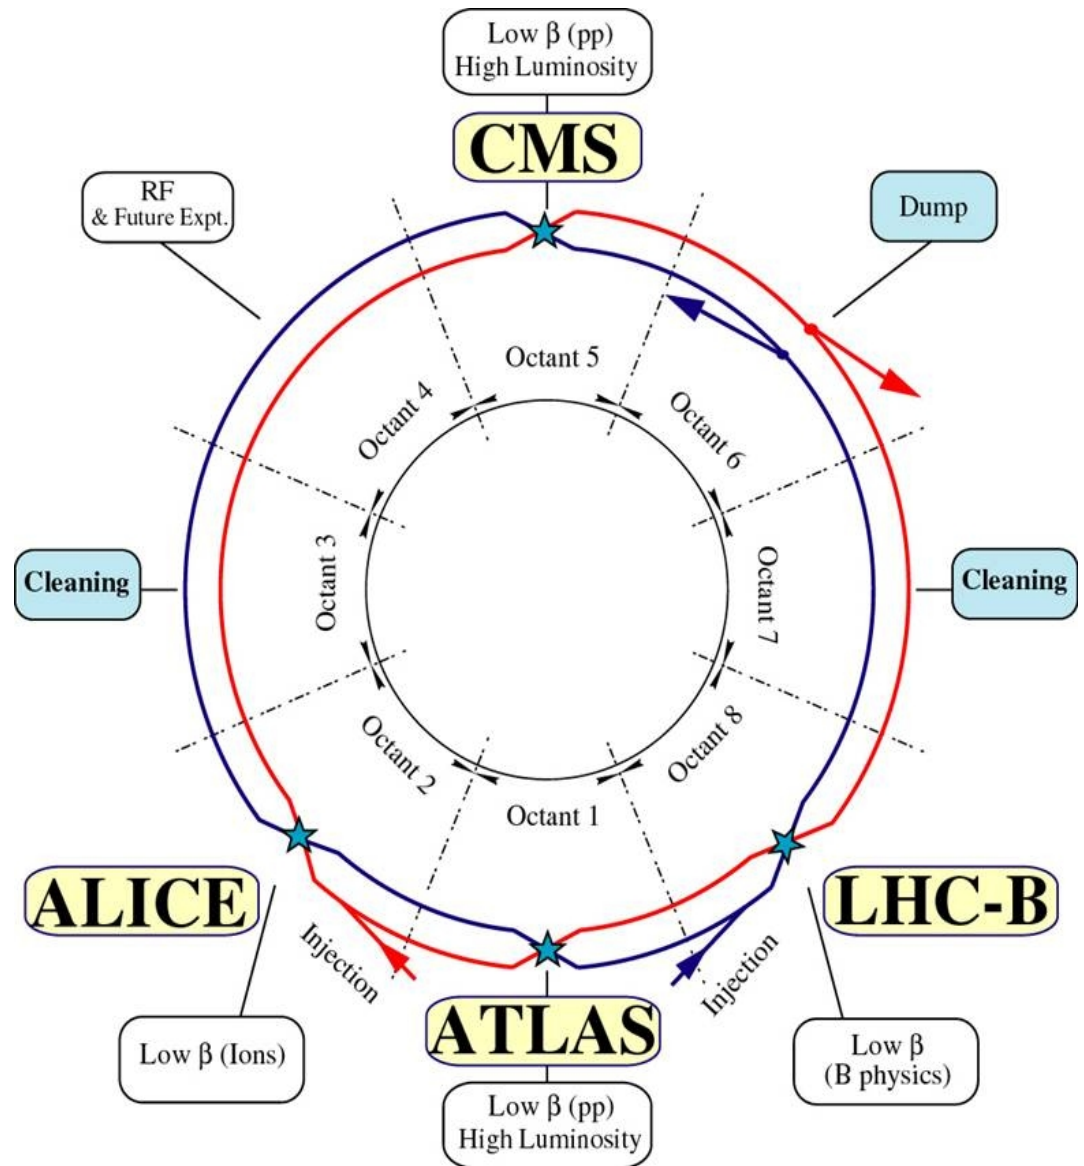 Low β (pp)
High Luminosity
CMS
RF
& Future Expt.
Dump
Octant 5
Octant 4
Octant 6
Cleaning
Octant 3
Octant 7
Cleaning
Octant 2
Octant 8
Octant 1
ALICE
LHC-B
Injection
Injection
ATLAS
Low β (Ions)
Low β
(B physics)
Low β (pp)
High Luminosity